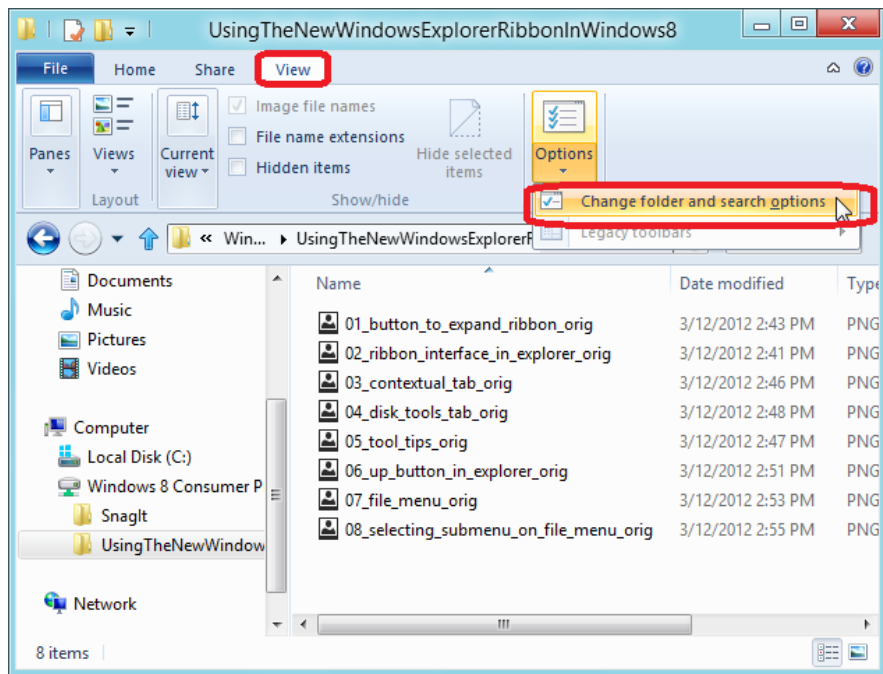 UsingTheNewWindowsExplorerRibbonInWindows8
File Home Share View
Image file names
File name extensions
Hidden items
Panes Views Current view
Hide selected items
Options
Layout Show/hide
Change folder and search options
Legacy toolbars
« Win... UsingTheNewWindowsExplorerR
Documents
Music
Pictures
Videos
Computer
Local Disk (C:)
Windows 8 Consumer P
SnagIt
UsingTheNewWindow
Network
Name Date modified Type
01_button_to_expand_ribbon_orig 3/12/2012 2:43 PM PNG
02_ribbon_interface_in_explorer_orig 3/12/2012 2:41 PM PNG
03_contextual_tab_orig 3/12/2012 2:46 PM PNG
04_disk_tools_tab_orig 3/12/2012 2:48 PM PNG
05_tool_tips_orig 3/12/2012 2:47 PM PNG
06_up_button_in_explorer_orig 3/12/2012 2:51 PM PNG
07_file_menu_orig 3/12/2012 2:53 PM PNG
08_selecting_submenu_on_file_menu_orig 3/12/2012 2:55 PM PNG
8 items